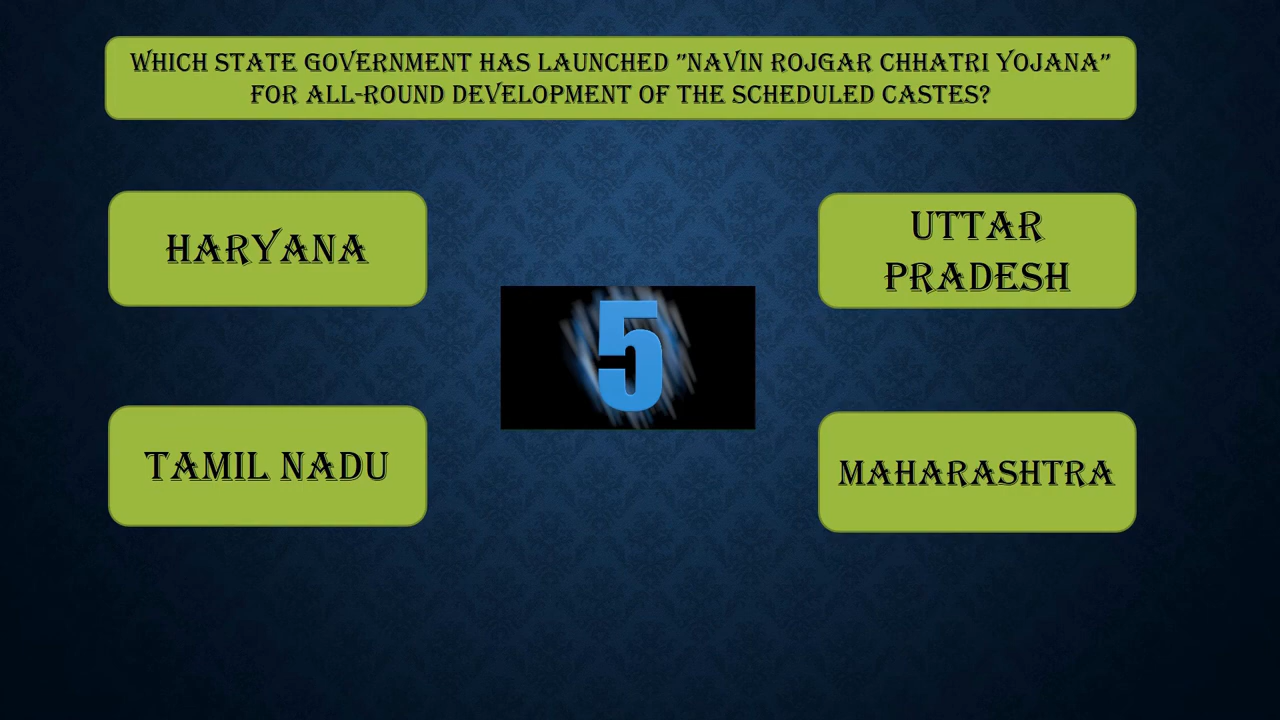 WHICH STATE GOVERNMENT HAS LAUNCHED "NAVIN ROJGAR CHHATRI YOJANA"
FOR ALL-ROUND DEVELOPMENT OF THE SCHEDULED CASTES?
HARYANA
UTTAR
PRADESH
5
TAMIL NADU
MAHARASHTRA